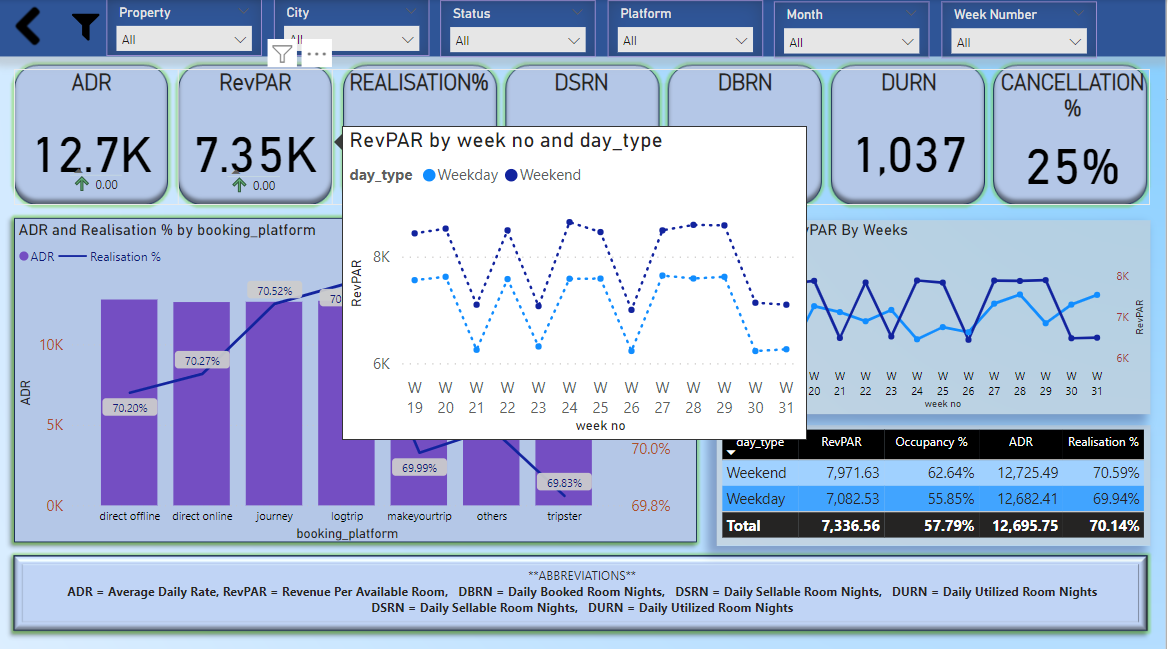 Property City Status Platform Month Week Number
All All All All All All
ADR RevPAR REALISATION% DSRN DBRN DURN CANCELLATION %
12.7K 7.35K 1,037 25%
0.00 0.00
RevPAR by week no and day_type
day_type Weekday Weekend
8K
RevPAR
6K
W 19 W 20 W 21 W 22 W 23 W 24 W 25 W 26 W 27 W 28 W 29 W 30 W 31
week no
ADR and Realisation % by booking_platform
ADR Realisation %
10K
ADR
5K
0K
70.20% 70.27% 70.52% 70 69.99% 69.83%
70.0%
69.8%
direct offline direct online journey logtrip makeyourtrip others tripster
booking_platform
PAR By Weeks
8K
7K
6K
RevPAR
W 20 W 21 W 22 W 23 W 24 W 25 W 26 W 27 W 28 W 29 W 30 W 31
week no
day_type RevPAR Occupancy % ADR Realisation %
Weekend 7,971.63 62.64% 12,725.49 70.59%
Weekday 7,082.53 55.85% 12,682.41 69.94%
Total 7,336.56 57.79% 12,695.75 70.14%
**ABBREVIATIONS**
ADR = Average Daily Rate, RevPAR = Revenue Per Available Room, DBRN = Daily Booked Room Nights, DSRN = Daily Sellable Room Nights, DURN = Daily Utilized Room Nights
DSRN = Daily Sellable Room Nights, DURN = Daily Utilized Room Nights